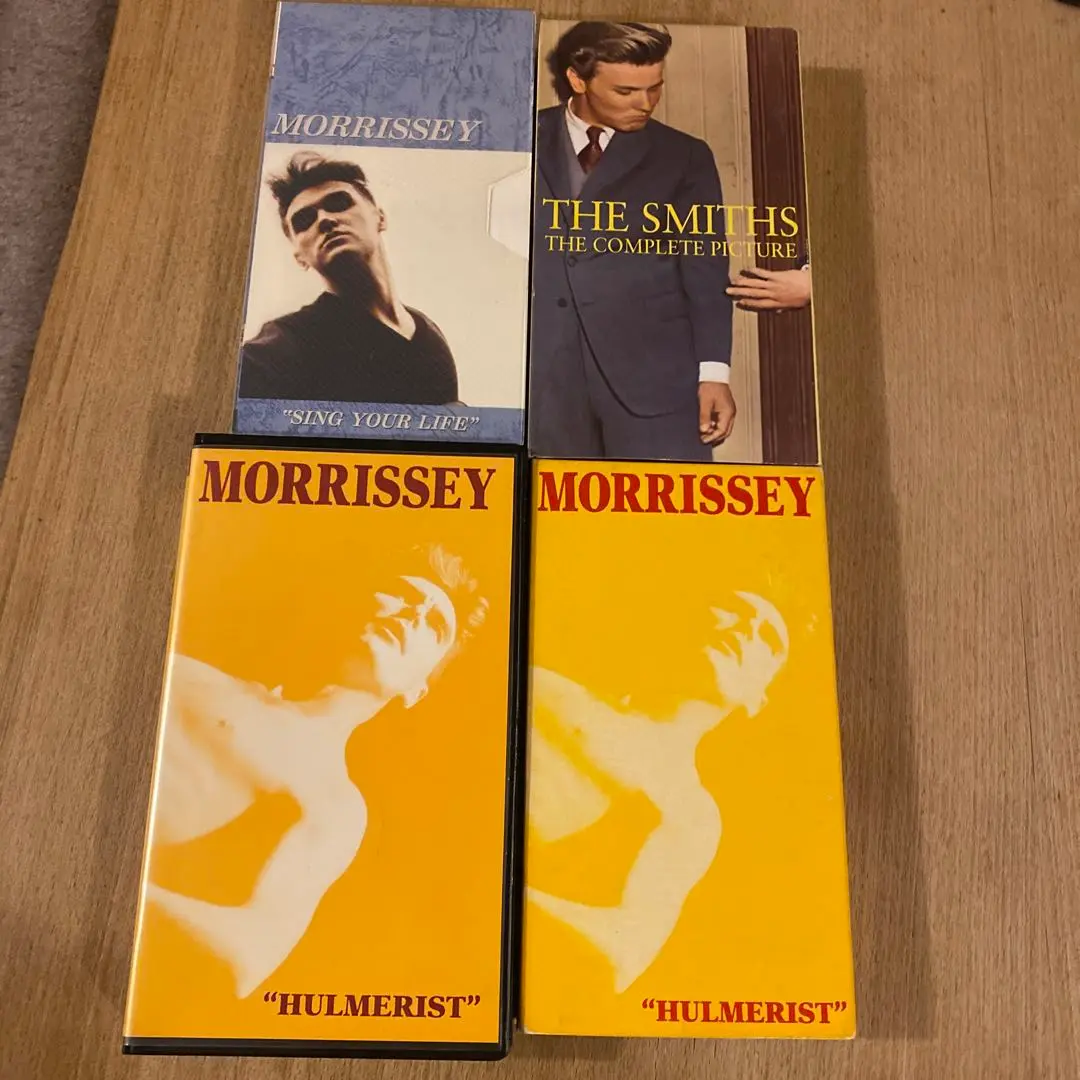 MORRISSEY
"SING YOUR LIFE"
THE SMITHS
THE COMPLETE PICTURE
MORRISSEY
"HULMERIST"
MORRISSEY
"HULMERIST"